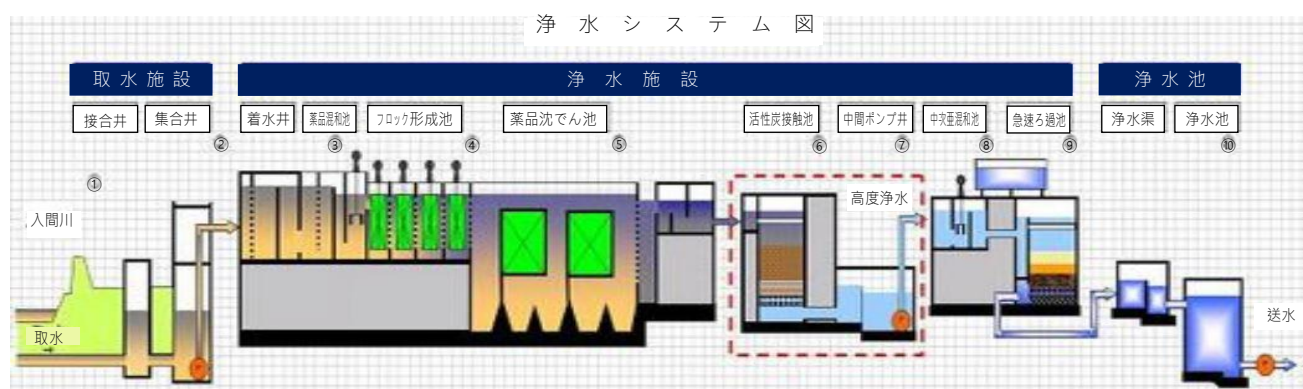 浄水システム図
取水施設
浄水施設
浄水池
接合井
集合井
着水井
薬品混和池
フロック形成池
薬品沈でん池
活性炭接触池
中間ポンプ井
中次亜混和池
急速ろ過池
浄水渠
浄水池
①
②
③
④
⑤
⑥
⑦
⑧
⑨
⑩
入間川
取水
高度浄水
送水